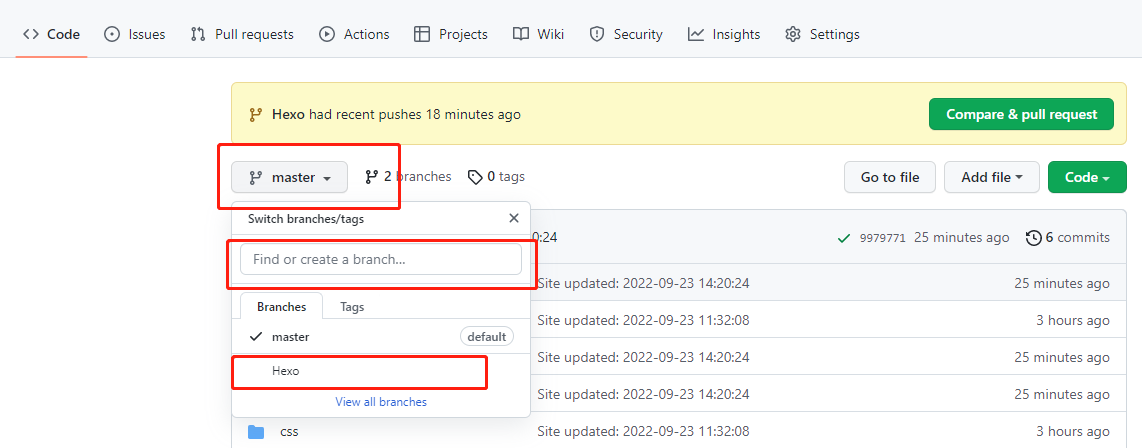 Code Issues Pull requests Actions Projects Wiki Security Insights Settings
Hexo had recent pushes 18 minutes ago Compare & pull request
master 2 branches 0 tags Go to file Add file Code
Switch branches/tags
0:24 9979771 25 minutes ago 6 commits
Find or create a branch...
Site updated: 2022-09-23 14:20:24 25 minutes ago
Branches Tags
Site updated: 2022-09-23 11:32:08 3 hours ago
master default
Site updated: 2022-09-23 14:20:24 25 minutes ago
Hexo
Site updated: 2022-09-23 14:20:24 25 minutes ago
View all branches
css Site updated: 2022-09-23 11:32:08 3 hours ago